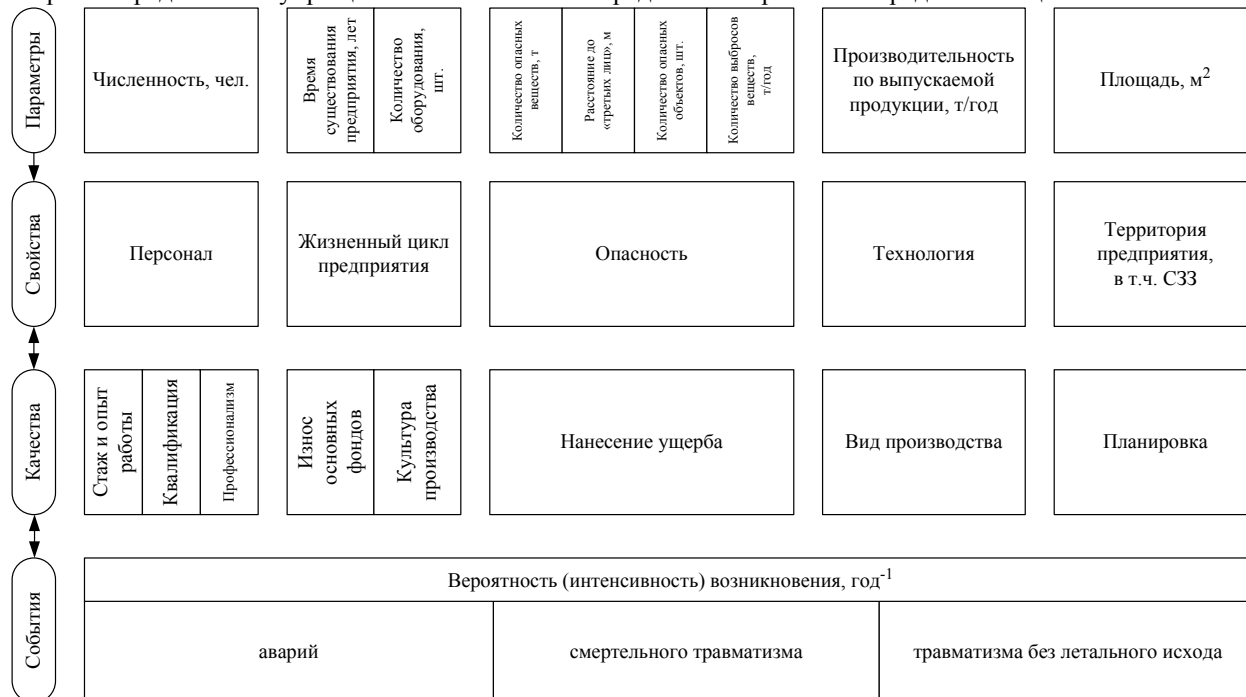 Параметры
Численность, чел.
Время
существования
предприятия, лет
Количество
оборудования,
шт.
Количество опасных
веществ, т
Расстояние до
«третьих лиц», м
Количество опасных
объектов, шт.
Количество выбросов
веществ,
т/год
Производительность
по выпускаемой
продукции, т/год
Площадь, м2
Свойства
Персонал
Жизненный цикл
предприятия
Опасность
Технология
Территория
предприятия,
в т.ч. СЗЗ
Качества
Стаж и опыт
работы
Квалификация
Профессионализм
Износ
основных
фондов
Культура
производства
Нанесение ущерба
Вид производства
Планировка
События
Вероятность (интенсивность) возникновения, год-1
аварий
смертельного травматизма
травматизма без летального исхода